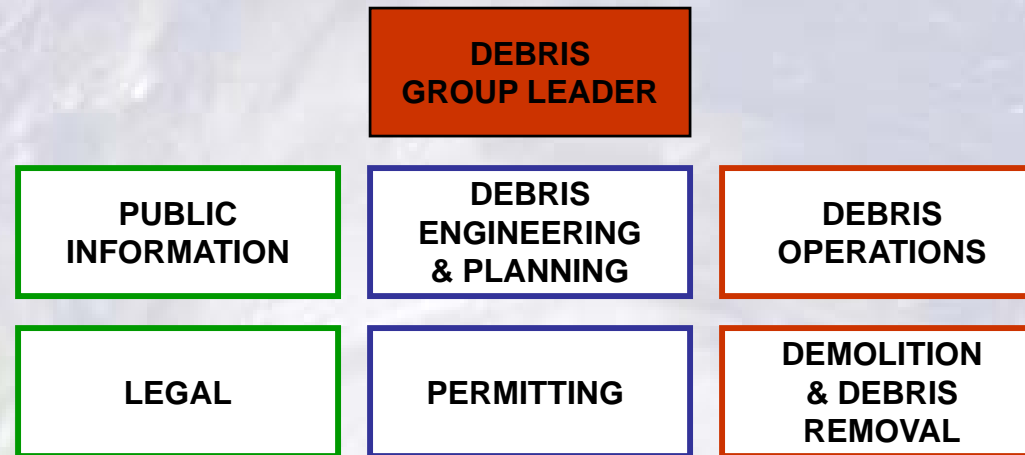 DEBRIS
GROUP LEADER
PUBLIC
INFORMATION
DEBRIS
ENGINEERING
& PLANNING
DEBRIS
OPERATIONS
LEGAL
PERMITTING
DEMOLITION
& DEBRIS
REMOVAL